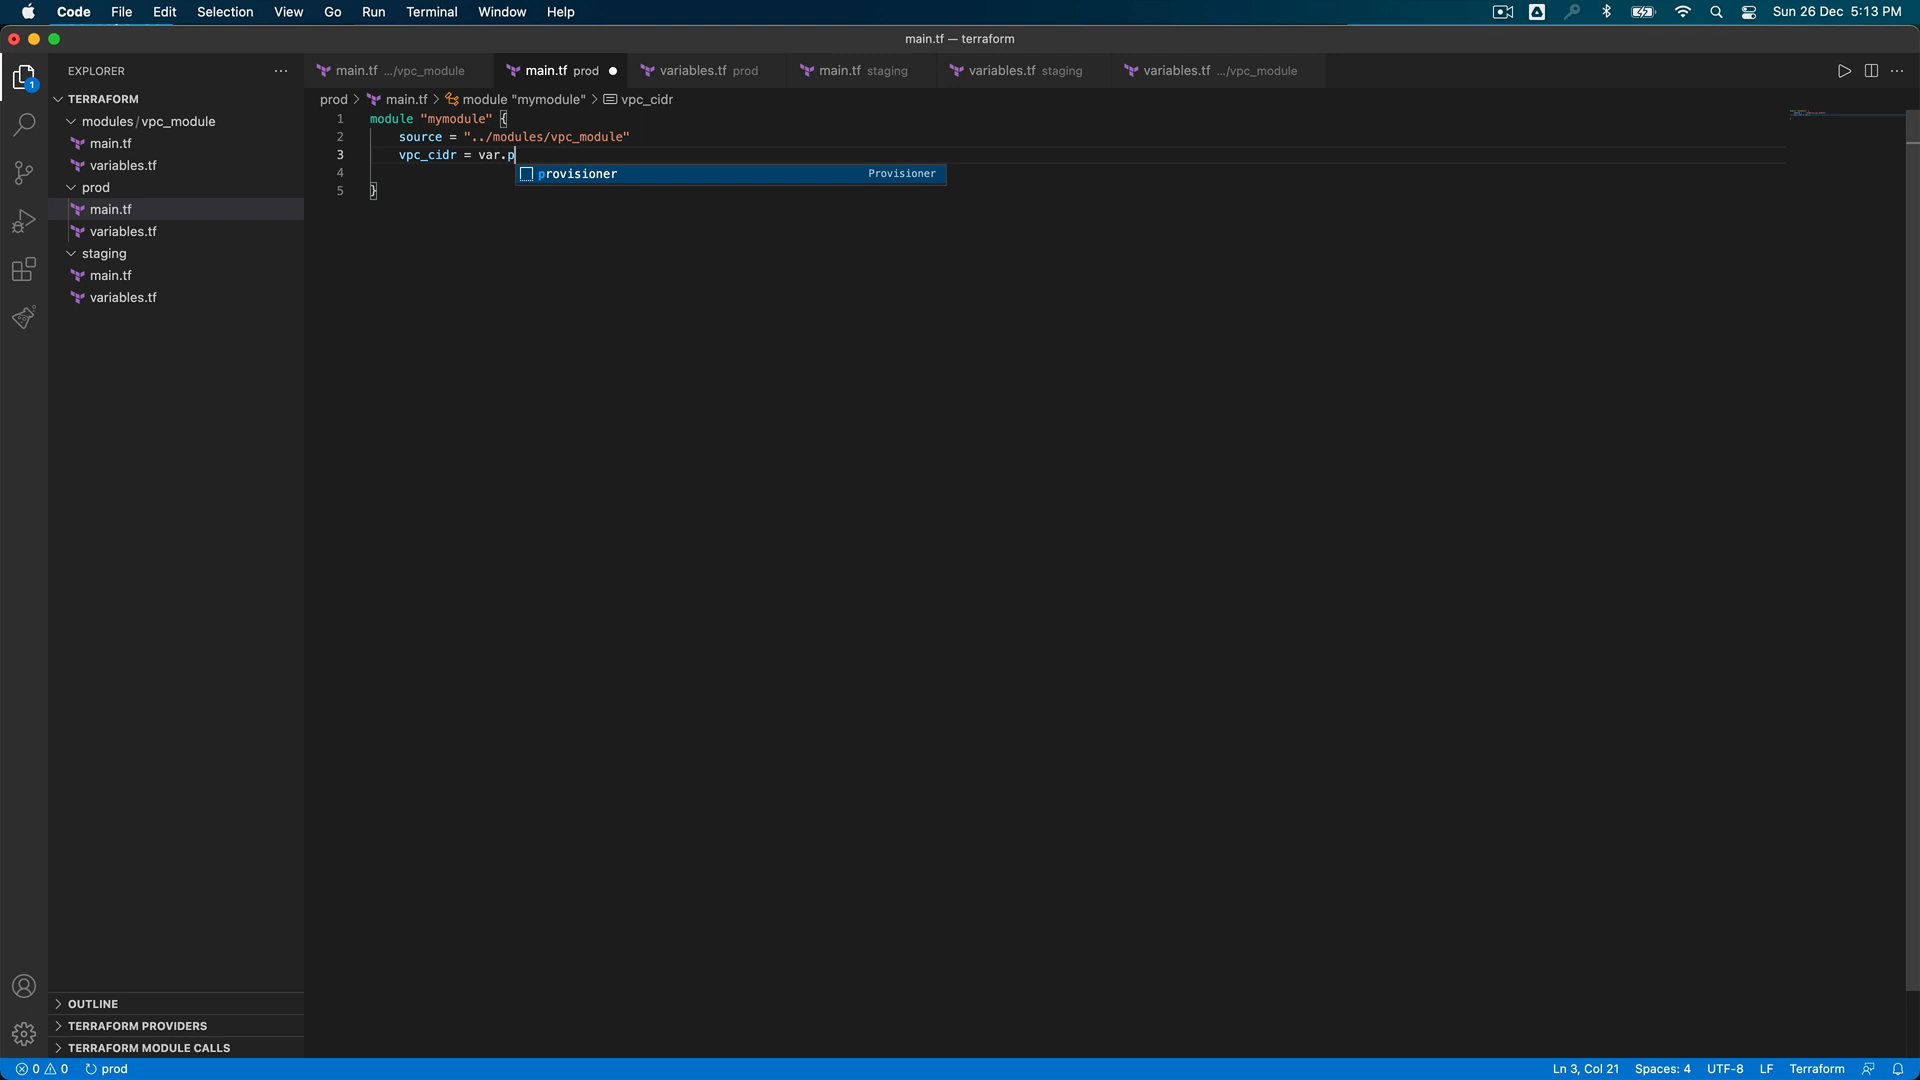 Code File Edit Selection View Go Run Terminal Window Help Sun 26 Dec 5:13 PM
main.tf — terraform
EXPLORER ···
main.tf .../vpc_module main.tf prod variables.tf prod main.tf staging variables.tf staging variables.tf .../vpc_module ···
1
TERRAFORM
prod > main.tf > module "mymodule" > vpc_cidr
modules / vpc_module
main.tf
variables.tf
prod
main.tf
variables.tf
staging
main.tf
variables.tf
1 module "mymodule" {
2 source = "../modules/vpc_module"
3 vpc_cidr = var.p
provisioner Provisioner
4
5 }
OUTLINE
TERRAFORM PROVIDERS
TERRAFORM MODULE CALLS
0 0 prod Ln 3, Col 21 Spaces: 4 UTF-8 LF Terraform